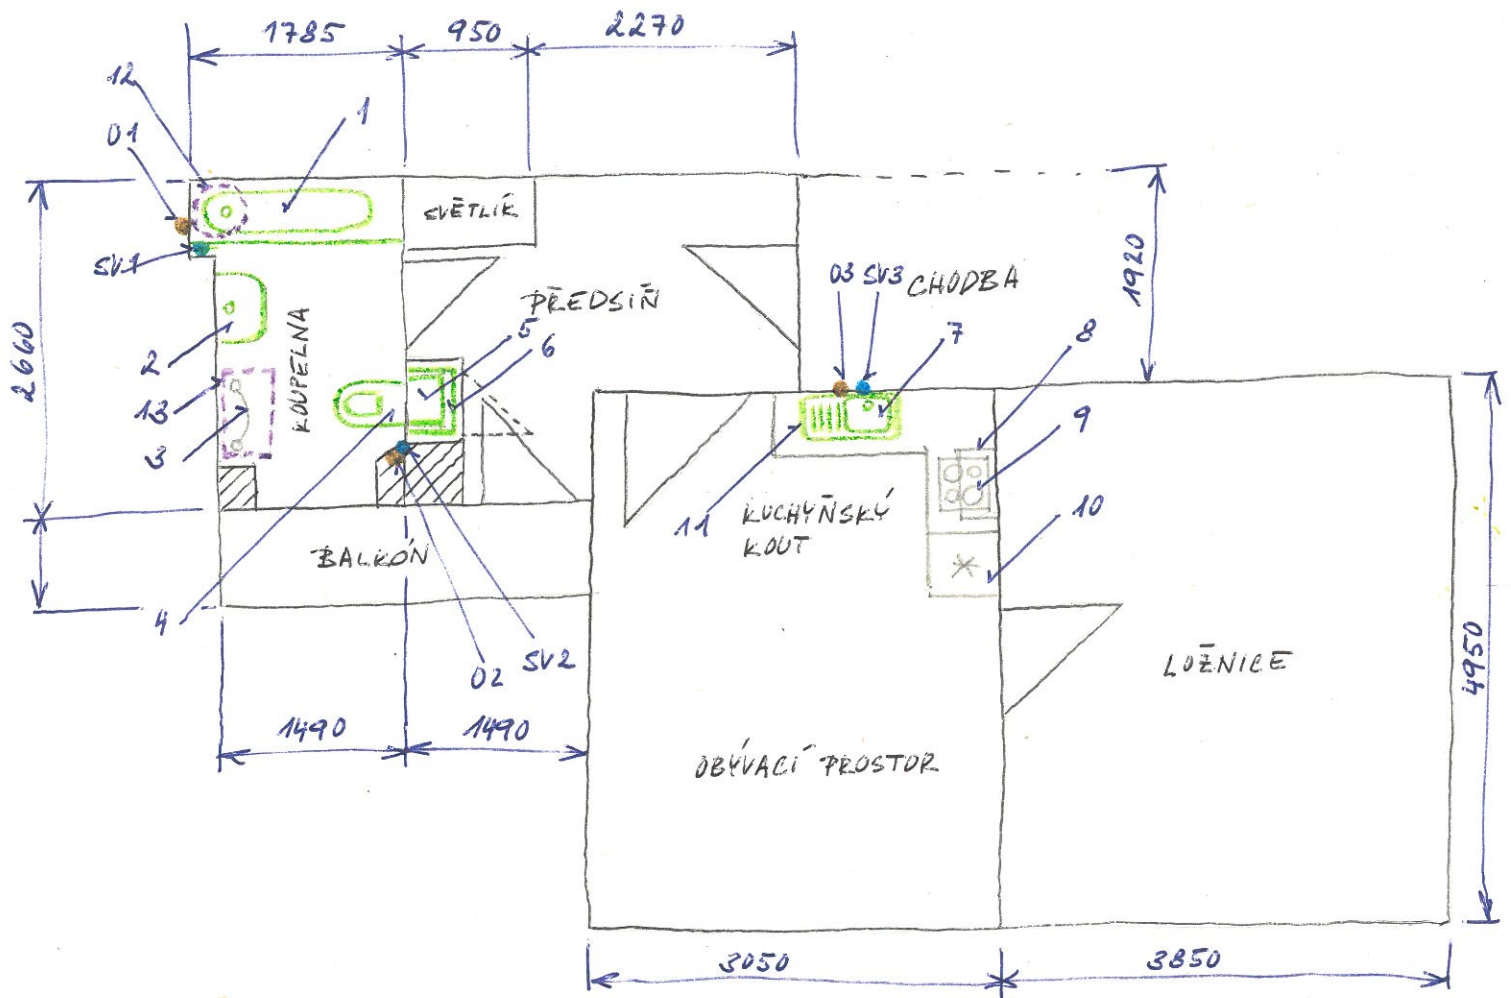 1785
950
2270
12
01
1
SVĚTLÍK
SV1
PŘEDSÍŇ
03
SV3
CHODBA
1920
2660
2
KOUPELNA
5
6
7
8
13
3
9
11
KUCHYŇSKÝ
KOUT
10
BALKÓN
4
02
SV2
LOŽNICE
4950
1490
1490
OBÝVACÍ PROSTOR
3050
3850